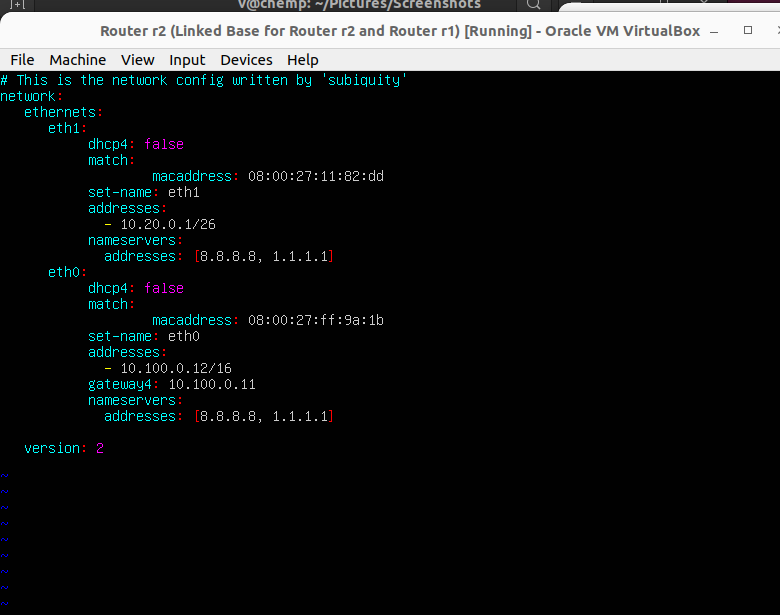 v@chemp: ~/Pictures/Screenshots
Router r2 (Linked Base for Router r2 and Router r1) [Running] - Oracle VM VirtualBox
File Machine View Input Devices Help
# This is the network config written by 'subiquity'
network:
ethernets:
eth1:
dhcp4: false
match:
macaddress: 08:00:27:11:82:dd
set-name: eth1
addresses:
- 10.20.0.1/26
nameservers:
addresses: [8.8.8.8, 1.1.1.1]
eth0:
dhcp4: false
match:
macaddress: 08:00:27:ff:9a:1b
set-name: eth0
addresses:
- 10.100.0.12/16
gateway4: 10.100.0.11
nameservers:
addresses: [8.8.8.8, 1.1.1.1]
version: 2
~
~
~
~
~
~
~
~
~